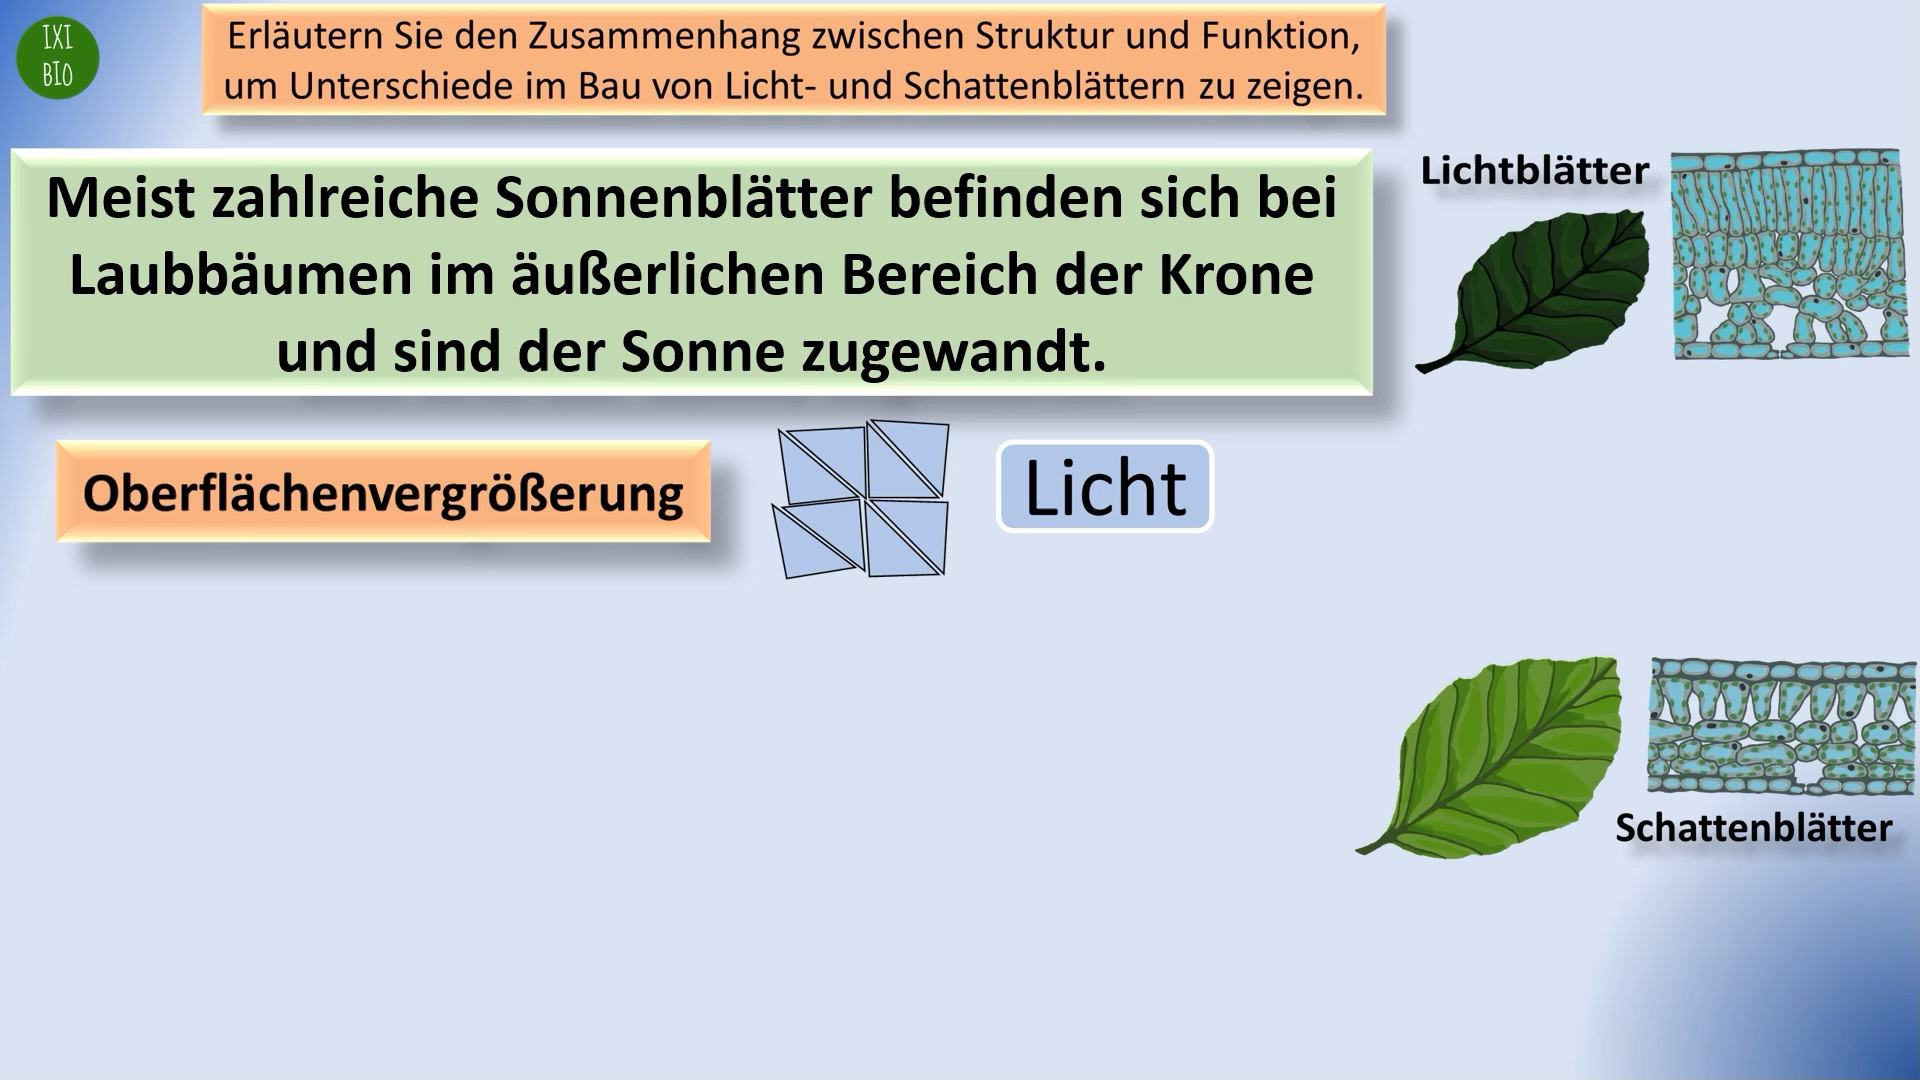 IXI
BIO
Erläutern Sie den Zusammenhang zwischen Struktur und Funktion,
um Unterschiede im Bau von Licht- und Schattenblättern zu zeigen.
Meist zahlreiche Sonnenblätter befinden sich bei
Laubbäumen im äußerlichen Bereich der Krone
und sind der Sonne zugewandt.
Lichtblätter
Oberflächenvergrößerung
Licht
Schattenblätter